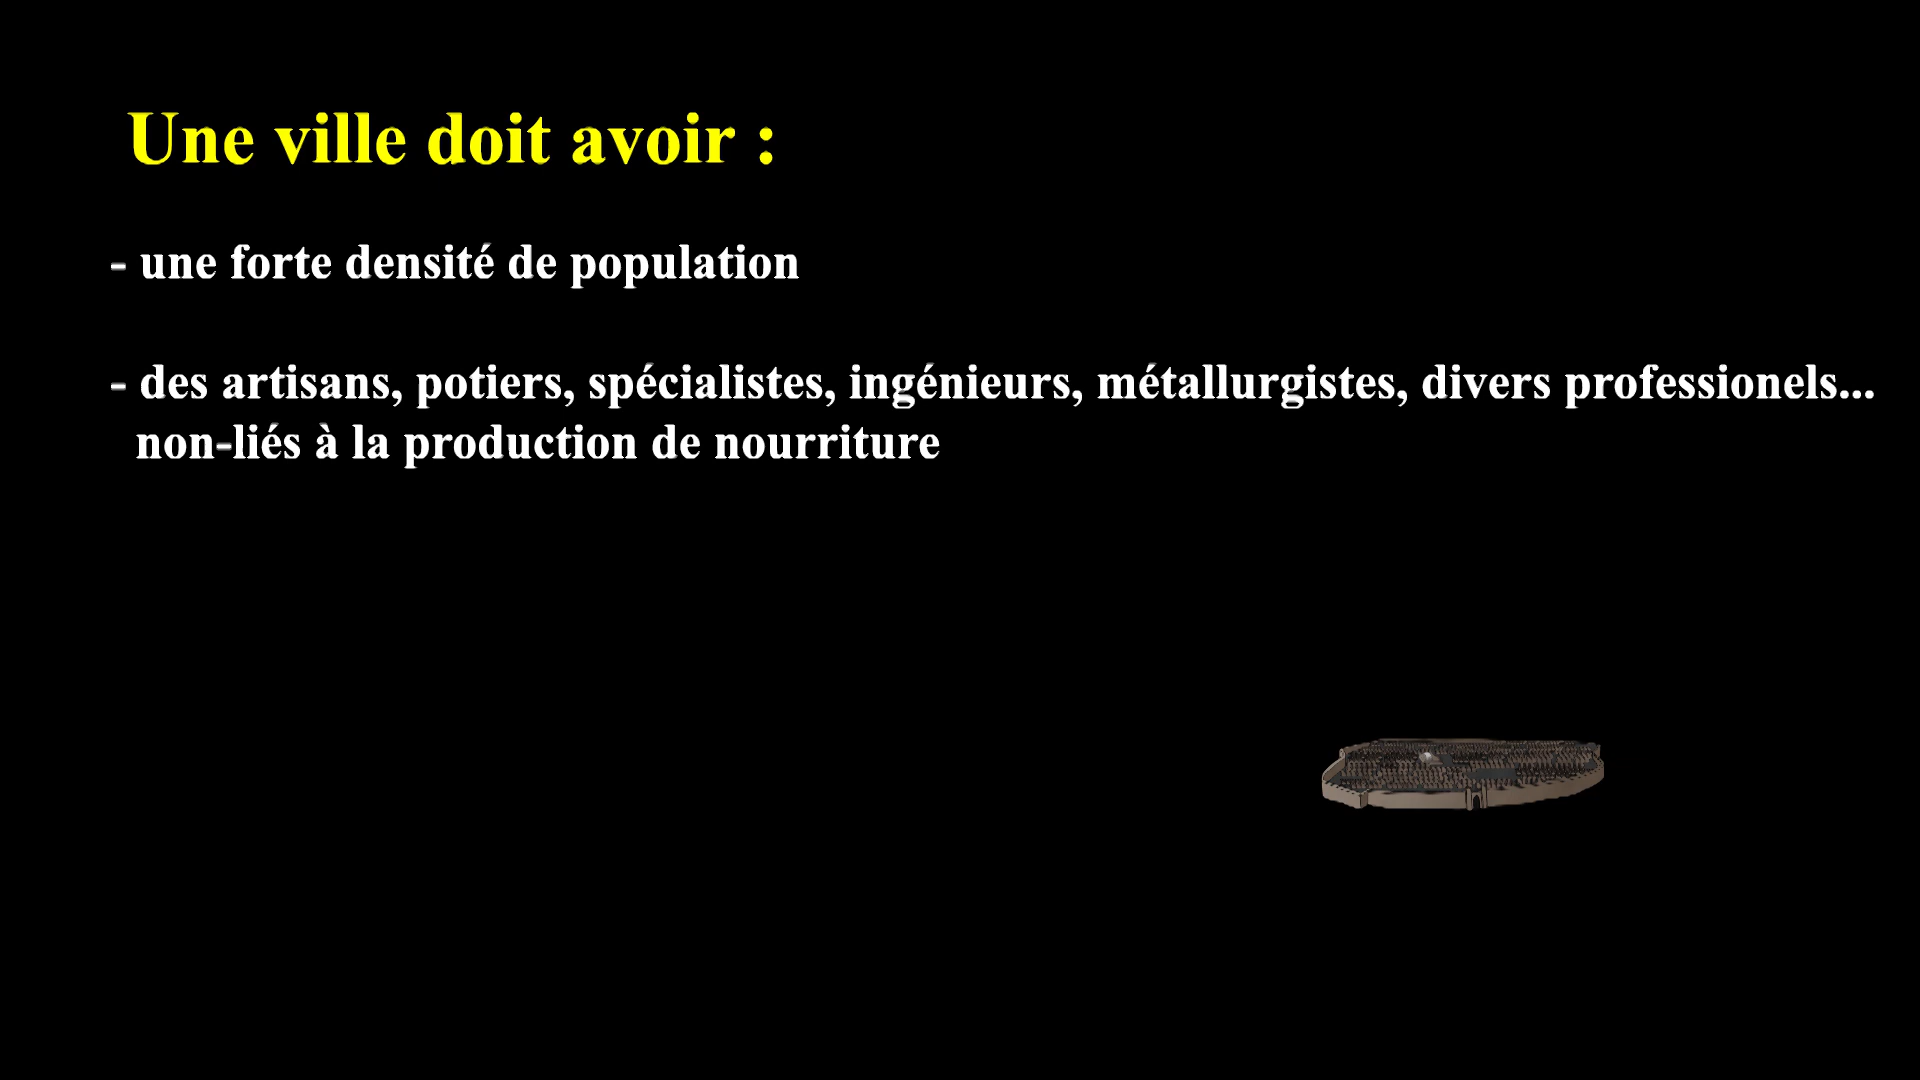 Une ville doit avoir :
- une forte densité de population
- des artisans, potiers, spécialistes, ingénieurs, métallurgistes, divers professionels...
non-liés à la production de nourriture